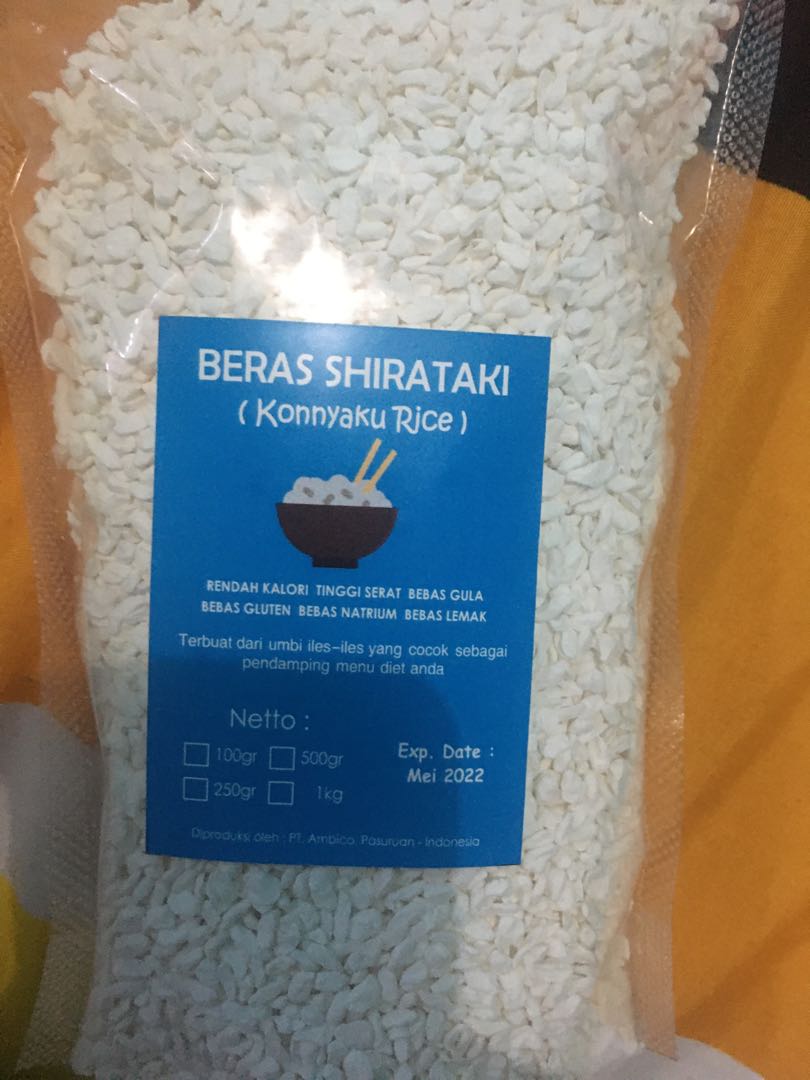 BERAS SHIRATAKI
( Konnyaku Rice )
RENDAH KALORI TINGGI SERAT BEBAS GULA
BEBAS GLUTEN BEBAS NATRIUM BEBAS LEMAK
Terbuat dari umbi iles-iles yang cocok sebagai
pendamping menu diet anda
Netto :
100gr 500gr
250gr 1kg
Exp. Date :
Mei 2022
Diproduksi oleh : PT. Ambico, Pasuruan - Indonesia